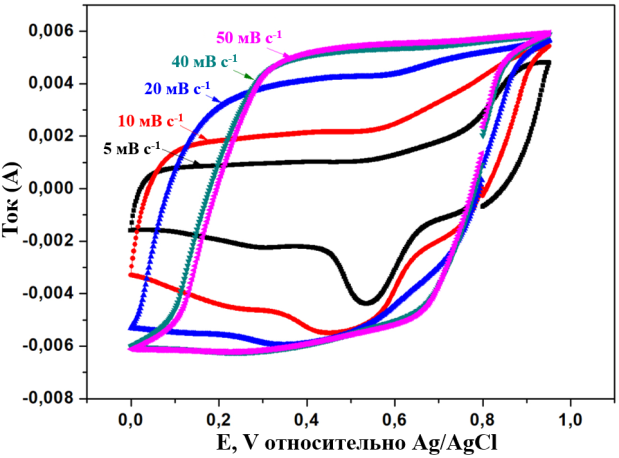 0,006
0,004
0,002
0,000
-0,002
-0,004
-0,006
-0,008
Ток (А)
50 мВ с-1
40 мВ с-1
20 мВ с-1
10 мВ с-1
5 мВ с-1
0,0 0,2 0,4 0,6 0,8 1,0
E, V относительно Ag/AgCl